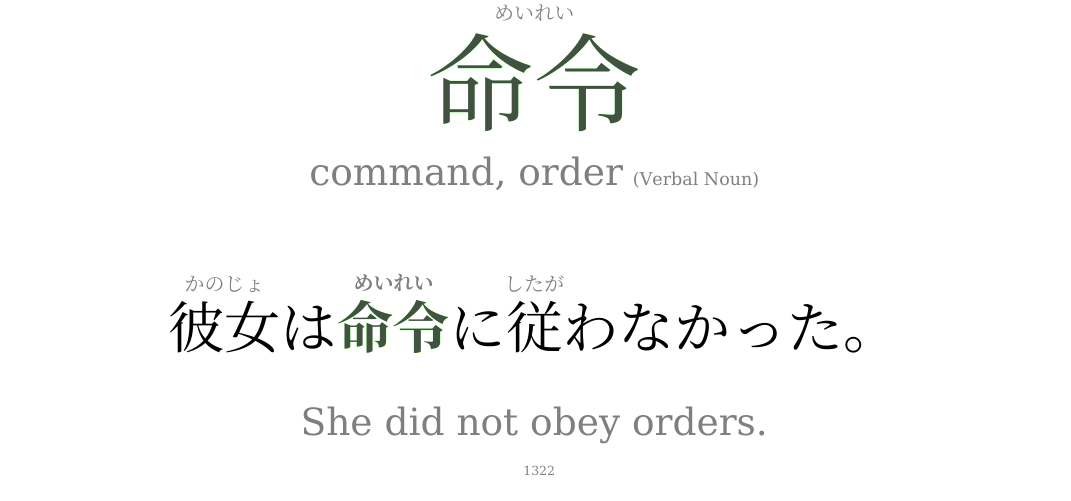 めいれい
命令
command, order (Verbal Noun)
かのじょ めいれい したが
彼女は命令に従わなかった。
She did not obey orders.
1322